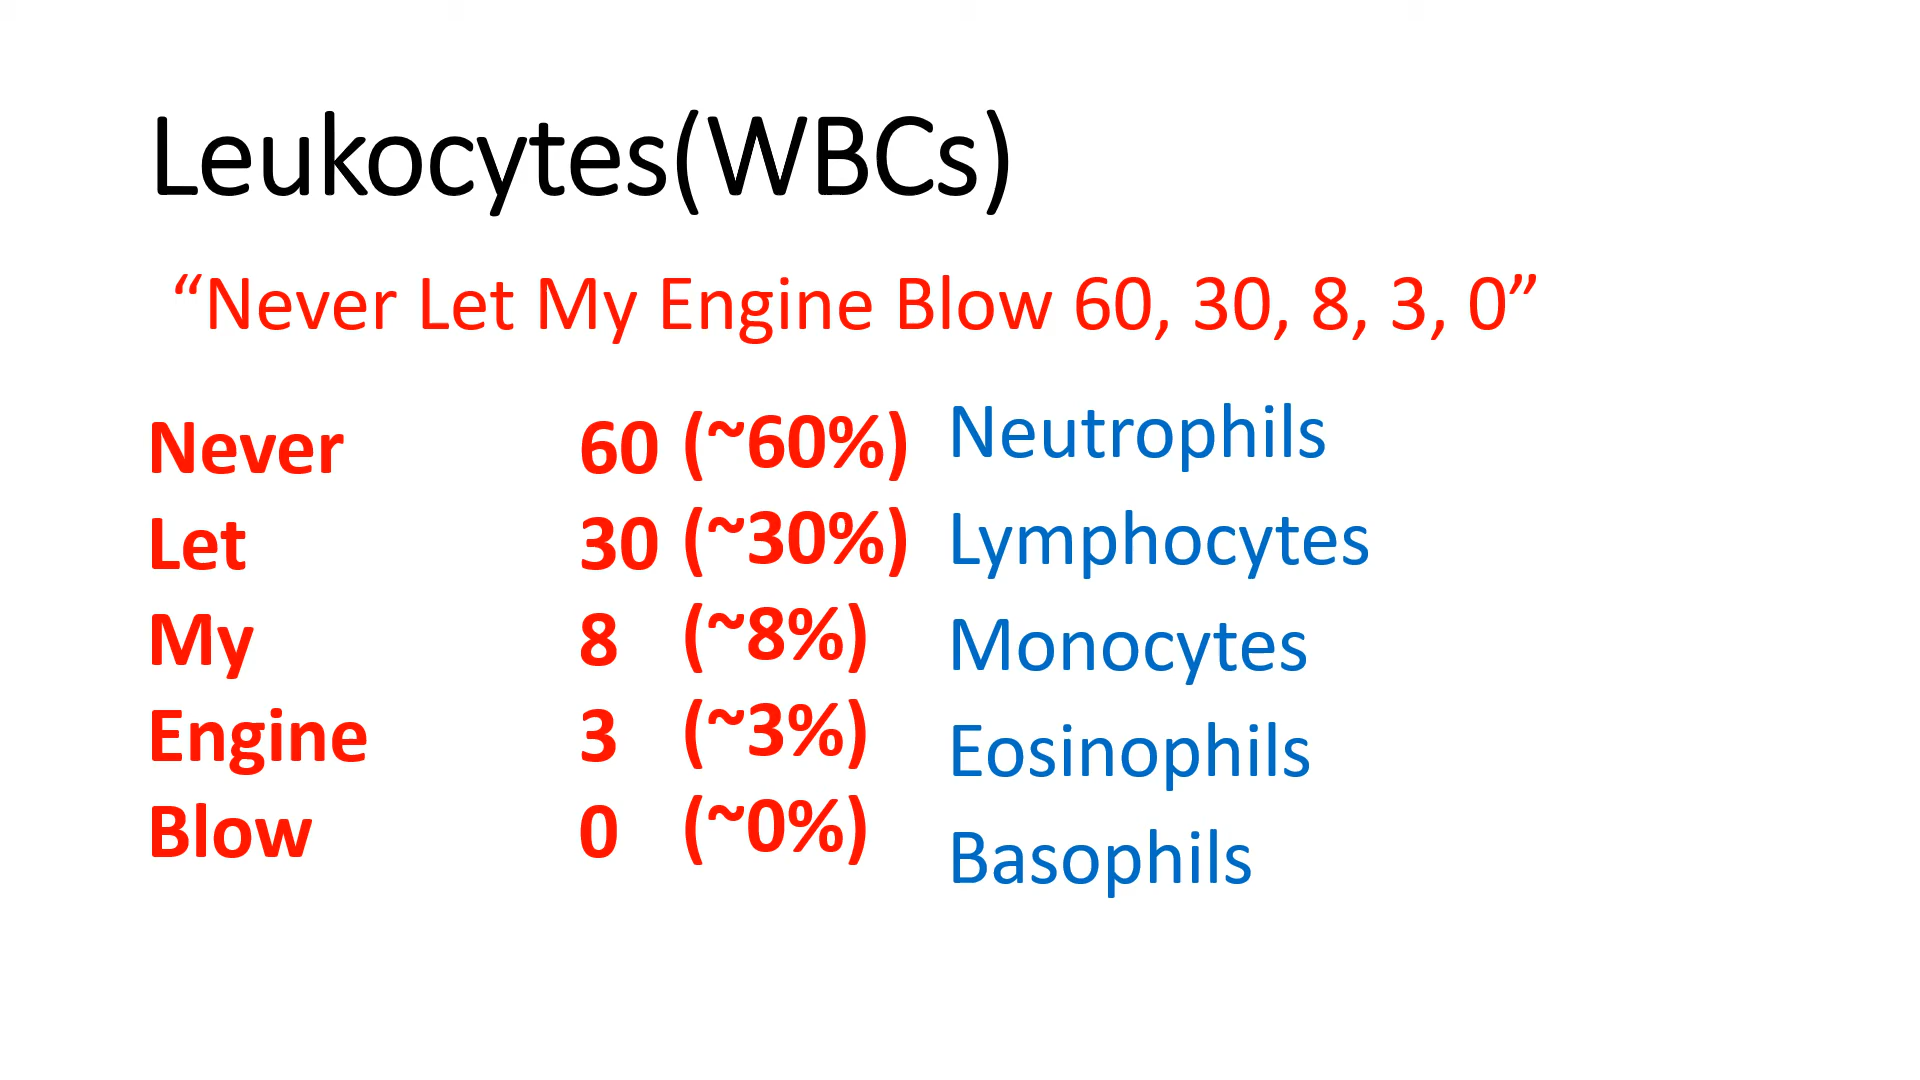 Leukocytes(WBCs)
“Never Let My Engine Blow 60, 30, 8, 3, 0”
Never 60 (~60%) Neutrophils
Let 30 (~30%) Lymphocytes
My 8 (~8%) Monocytes
Engine 3 (~3%) Eosinophils
Blow 0 (~0%) Basophils